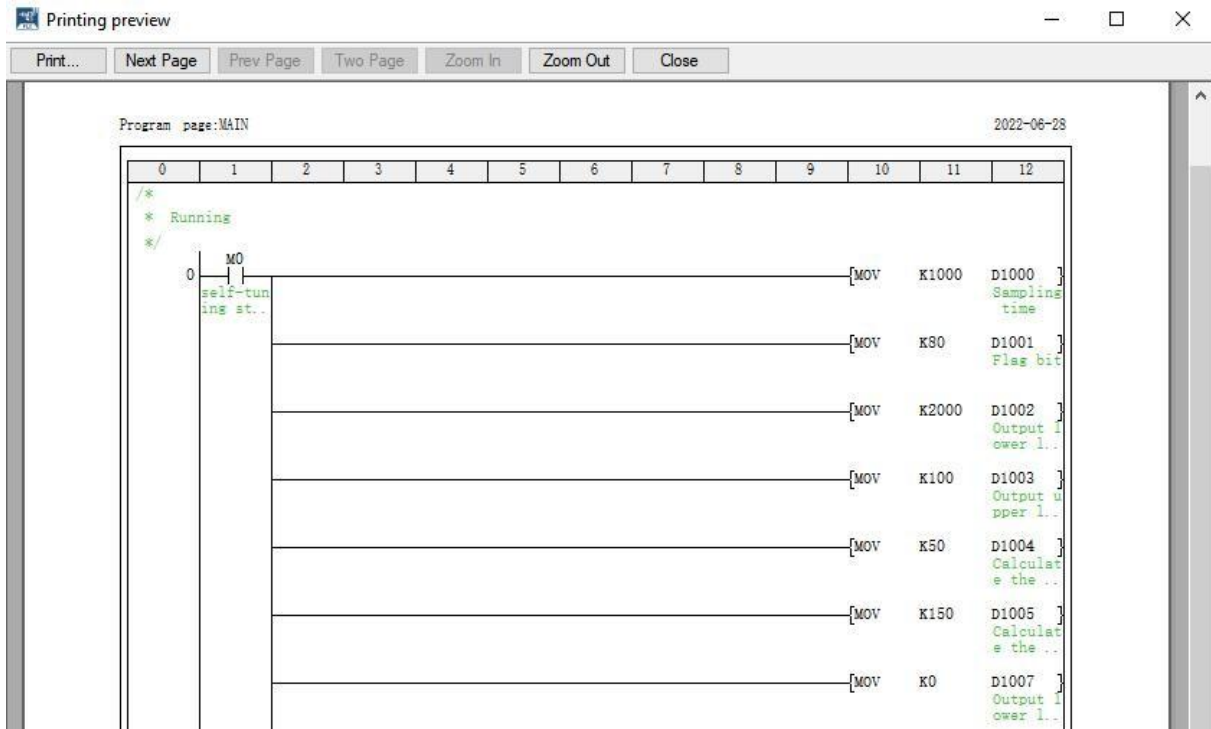 Printing preview
Print... Next Page Prev Page Two Page Zoom In Zoom Out Close
Program page:MAIN 2022-06-28
0 1 2 3 4 5 6 7 8 9 10 11 12
/*
* Running
*/
M0
0 [MOV K1000 D1000 ]
self-tun Sampling
ing st.. time
[MOV K80 D1001 ]
Flag bit
[MOV K2000 D1002 ]
Output l
ower l..
[MOV K100 D1003 ]
Output u
pper l..
[MOV K50 D1004 ]
Calculat
e the ..
[MOV K150 D1005 ]
Calculat
e the ..
[MOV K0 D1007 ]
Output l
ower l..